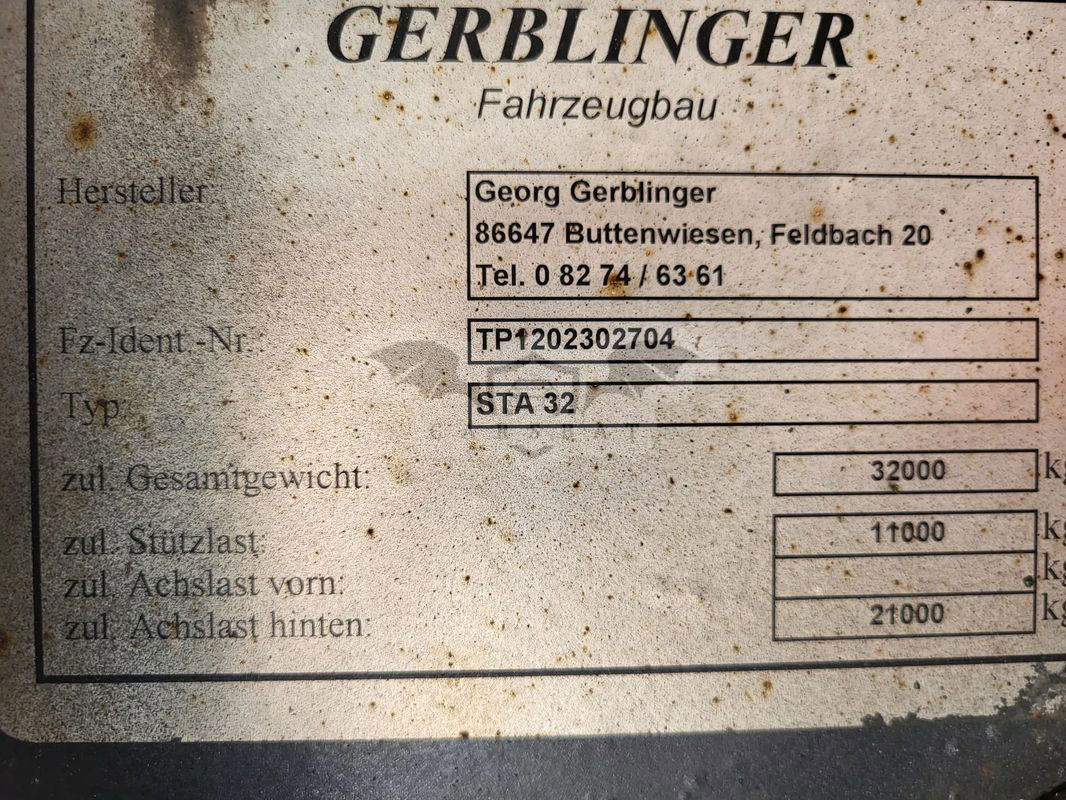 GERBLINGER
Fahrzeugbau
Hersteller:
Georg Gerblinger
86647 Buttenwiesen, Feldbach 20
Tel. 0 82 74 / 63 61
Fz-Ident.-Nr.: TP1202302704
Typ: STA 32
zul. Gesamtgewicht: 32000 kg
zul. Stützlast: 11000 kg
zul. Achslast vorn: kg
zul. Achslast hinten: 21000 kg